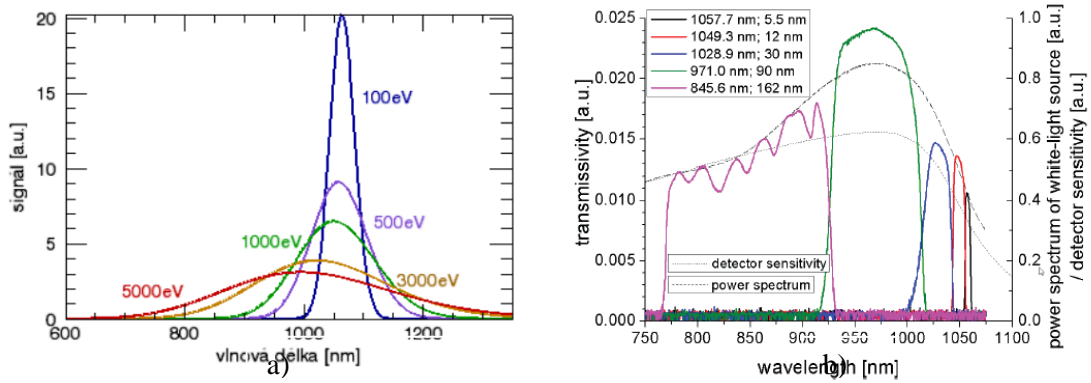 20
15
10
5
0
signál [a.u.]
100eV
500eV
1000eV
3000eV
5000eV
600
800
1000
1200
vlnová délka [nm]
a)
0.025
0.020
0.015
0.010
0.005
0.000
transmissivity [a.u.]
1057.7 nm; 5.5 nm
1049.3 nm; 12 nm
1028.9 nm; 30 nm
971.0 nm; 90 nm
845.6 nm; 162 nm
detector sensitivity
power spectrum
750
800
850
900
950
1000
1050
1100
wavelength [nm]
b)
1.0
0.8
0.6
0.4
0.2
0.0
power spectrum of white-light source [a.u.]
/ detector sensitivity [a.u.]